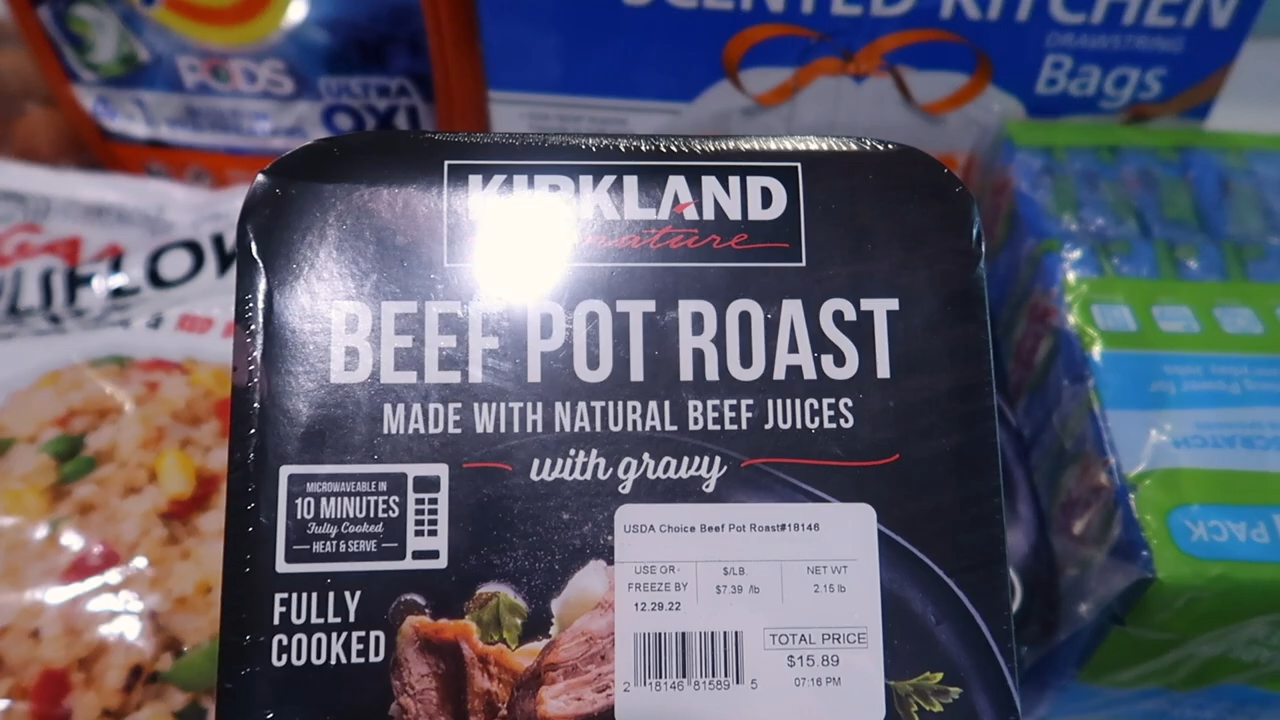 SCENTED KITCHEN
DRAWSTRING
Bags
PODS
ULTRA
OXI
KIRKLAND
BEEF POT ROAST
MADE WITH NATURAL BEEF JUICES
with gravy
MICROWAVEABLE IN
10 MINUTES
Fully Cooked
HEAT & SERVE
FULLY
COOKED
USDA Choice Beef Pot Roast#18146
USE OR
FREEZE BY
12.29.22
$/LB.
$7.39 /lb
NET WT
2.15 lb
TOTAL PRICE
$15.89
07:16 PM
2 18146 81589 5
PACK